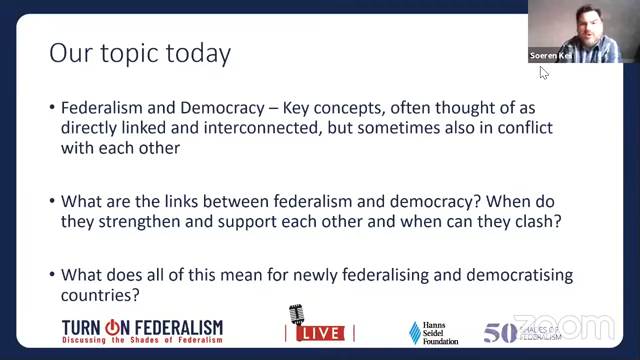 Our topic today
Soeren Keil
• Federalism and Democracy – Key concepts, often thought of as
directly linked and interconnected, but sometimes also in conflict
with each other
• What are the links between federalism and democracy? When do
they strengthen and support each other and when can they clash?
• What does all of this mean for newly federalising and democratising
countries?
TURN ON FEDERALISM
Discussing the Shades of Federalism
LIVE
Hanns
Seidel
Foundation
50 SHADES OF
FEDERALISM
zoom